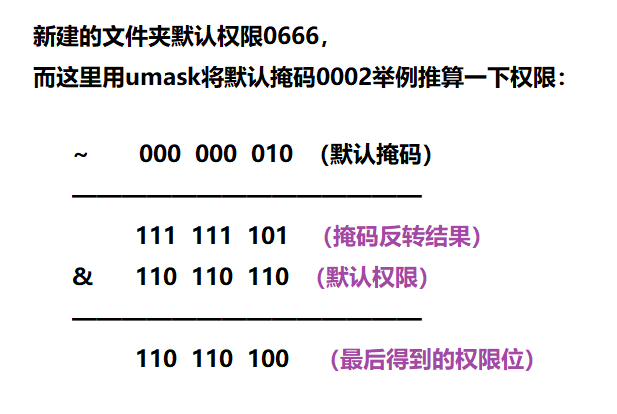 新建的文件夹默认权限0666，
而这里用umask将默认掩码0002举例推算一下权限：
~ 000 000 010 （默认掩码）
111 111 101 （掩码反转结果）
& 110 110 110 （默认权限）
110 110 100 （最后得到的权限位）